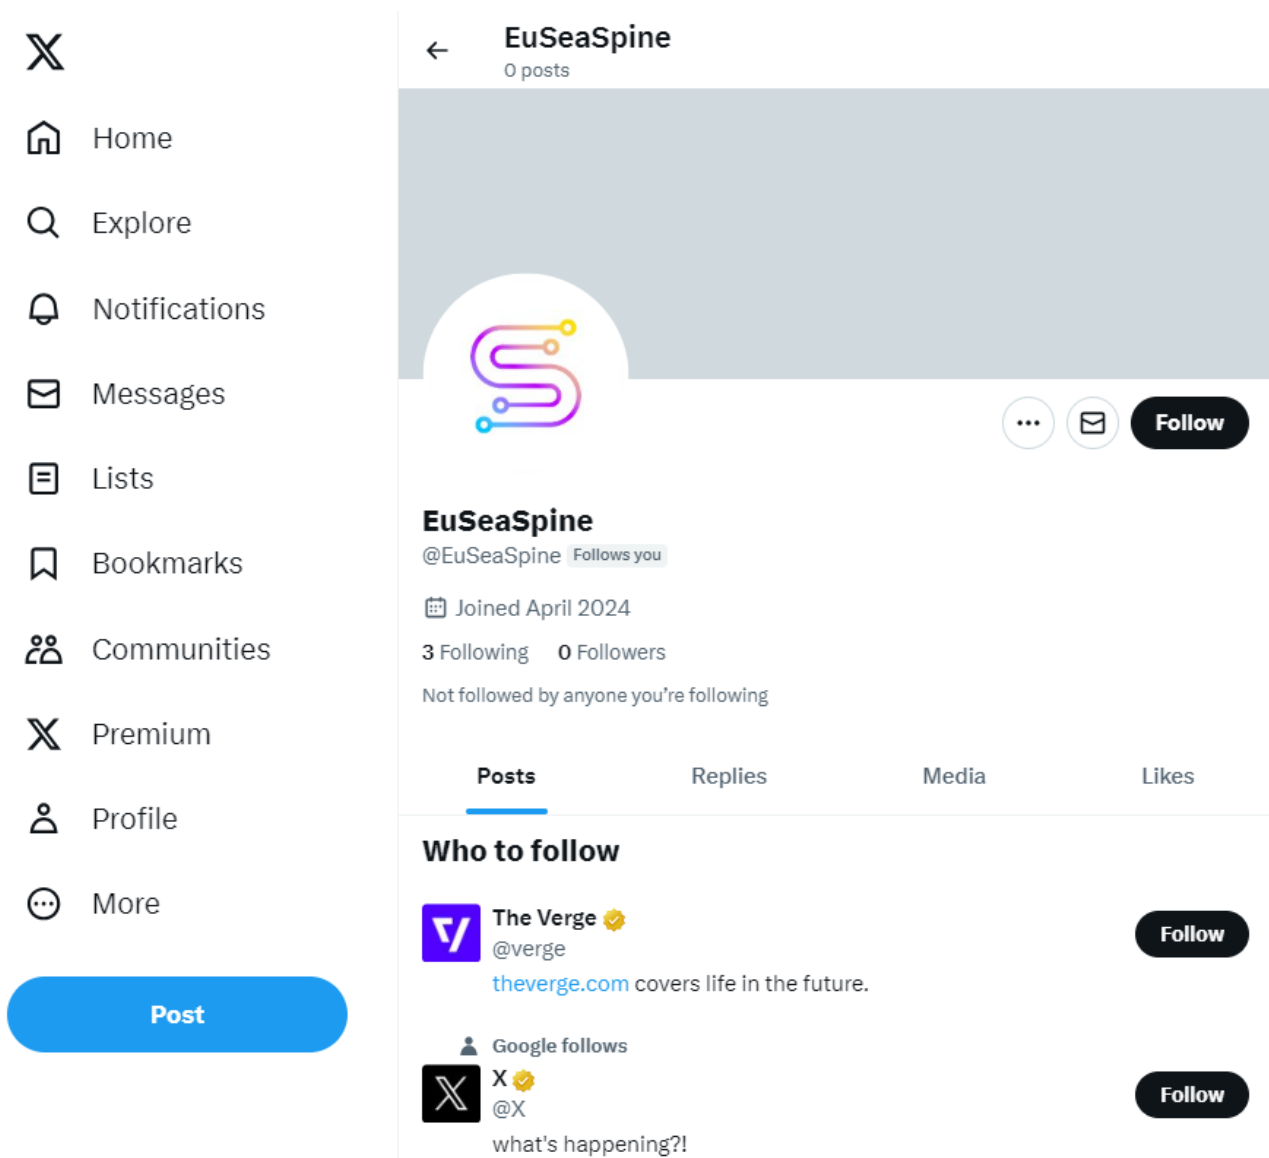 Home
Explore
Notifications
Messages
Lists
Bookmarks
Communities
Premium
Profile
More
Post
EuSeaSpine
0 posts
Follow
EuSeaSpine
@EuSeaSpine Follows you
Joined April 2024
3 Following 0 Followers
Not followed by anyone you’re following
Posts Replies Media Likes
Who to follow
The Verge
@verge
Follow
theverge.com covers life in the future.
Google follows
X
@X
Follow
what's happening?!